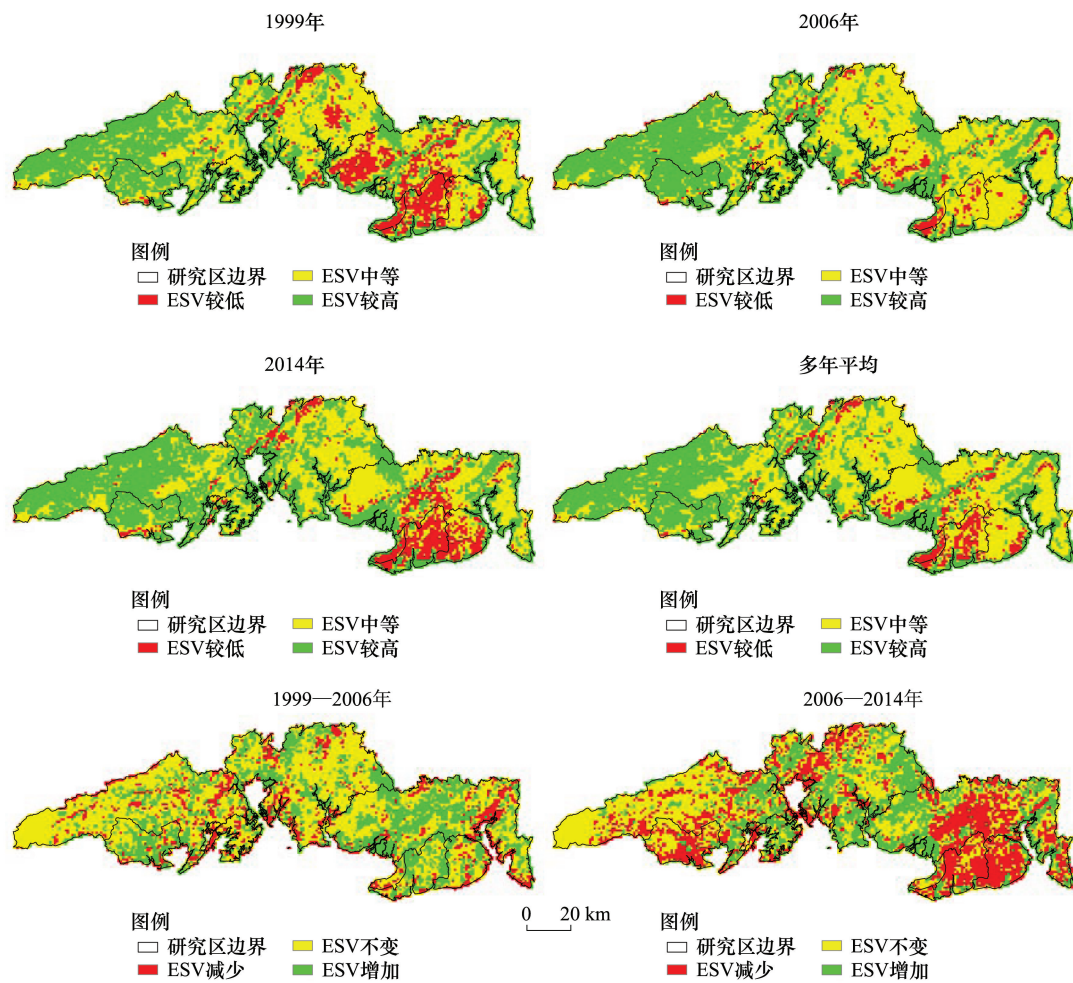 1999年
2006年
图例
研究区边界 ESV中等
ESV较低 ESV较高
图例
研究区边界 ESV中等
ESV较低 ESV较高
2014年
多年平均
图例
研究区边界 ESV中等
ESV较低 ESV较高
图例
研究区边界 ESV中等
ESV较低 ESV较高
1999—2006年
2006—2014年
图例
研究区边界 ESV不变
ESV减少 ESV增加
0 20 km
图例
研究区边界 ESV不变
ESV减少 ESV增加